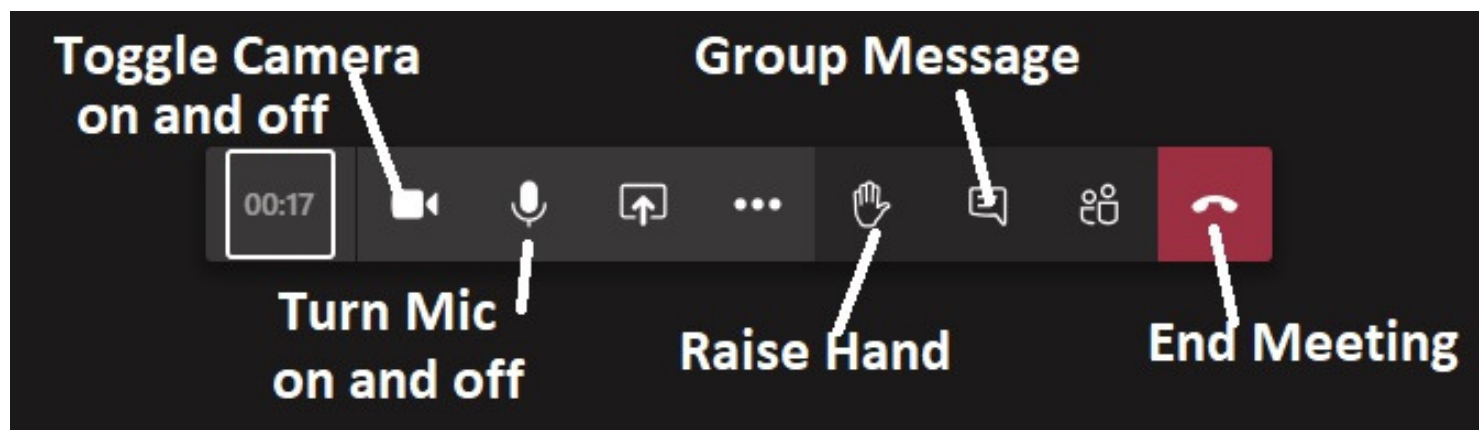 Toggle Camera
on and off
Group Message
00:17
Turn Mic
on and off
Raise Hand
End Meeting